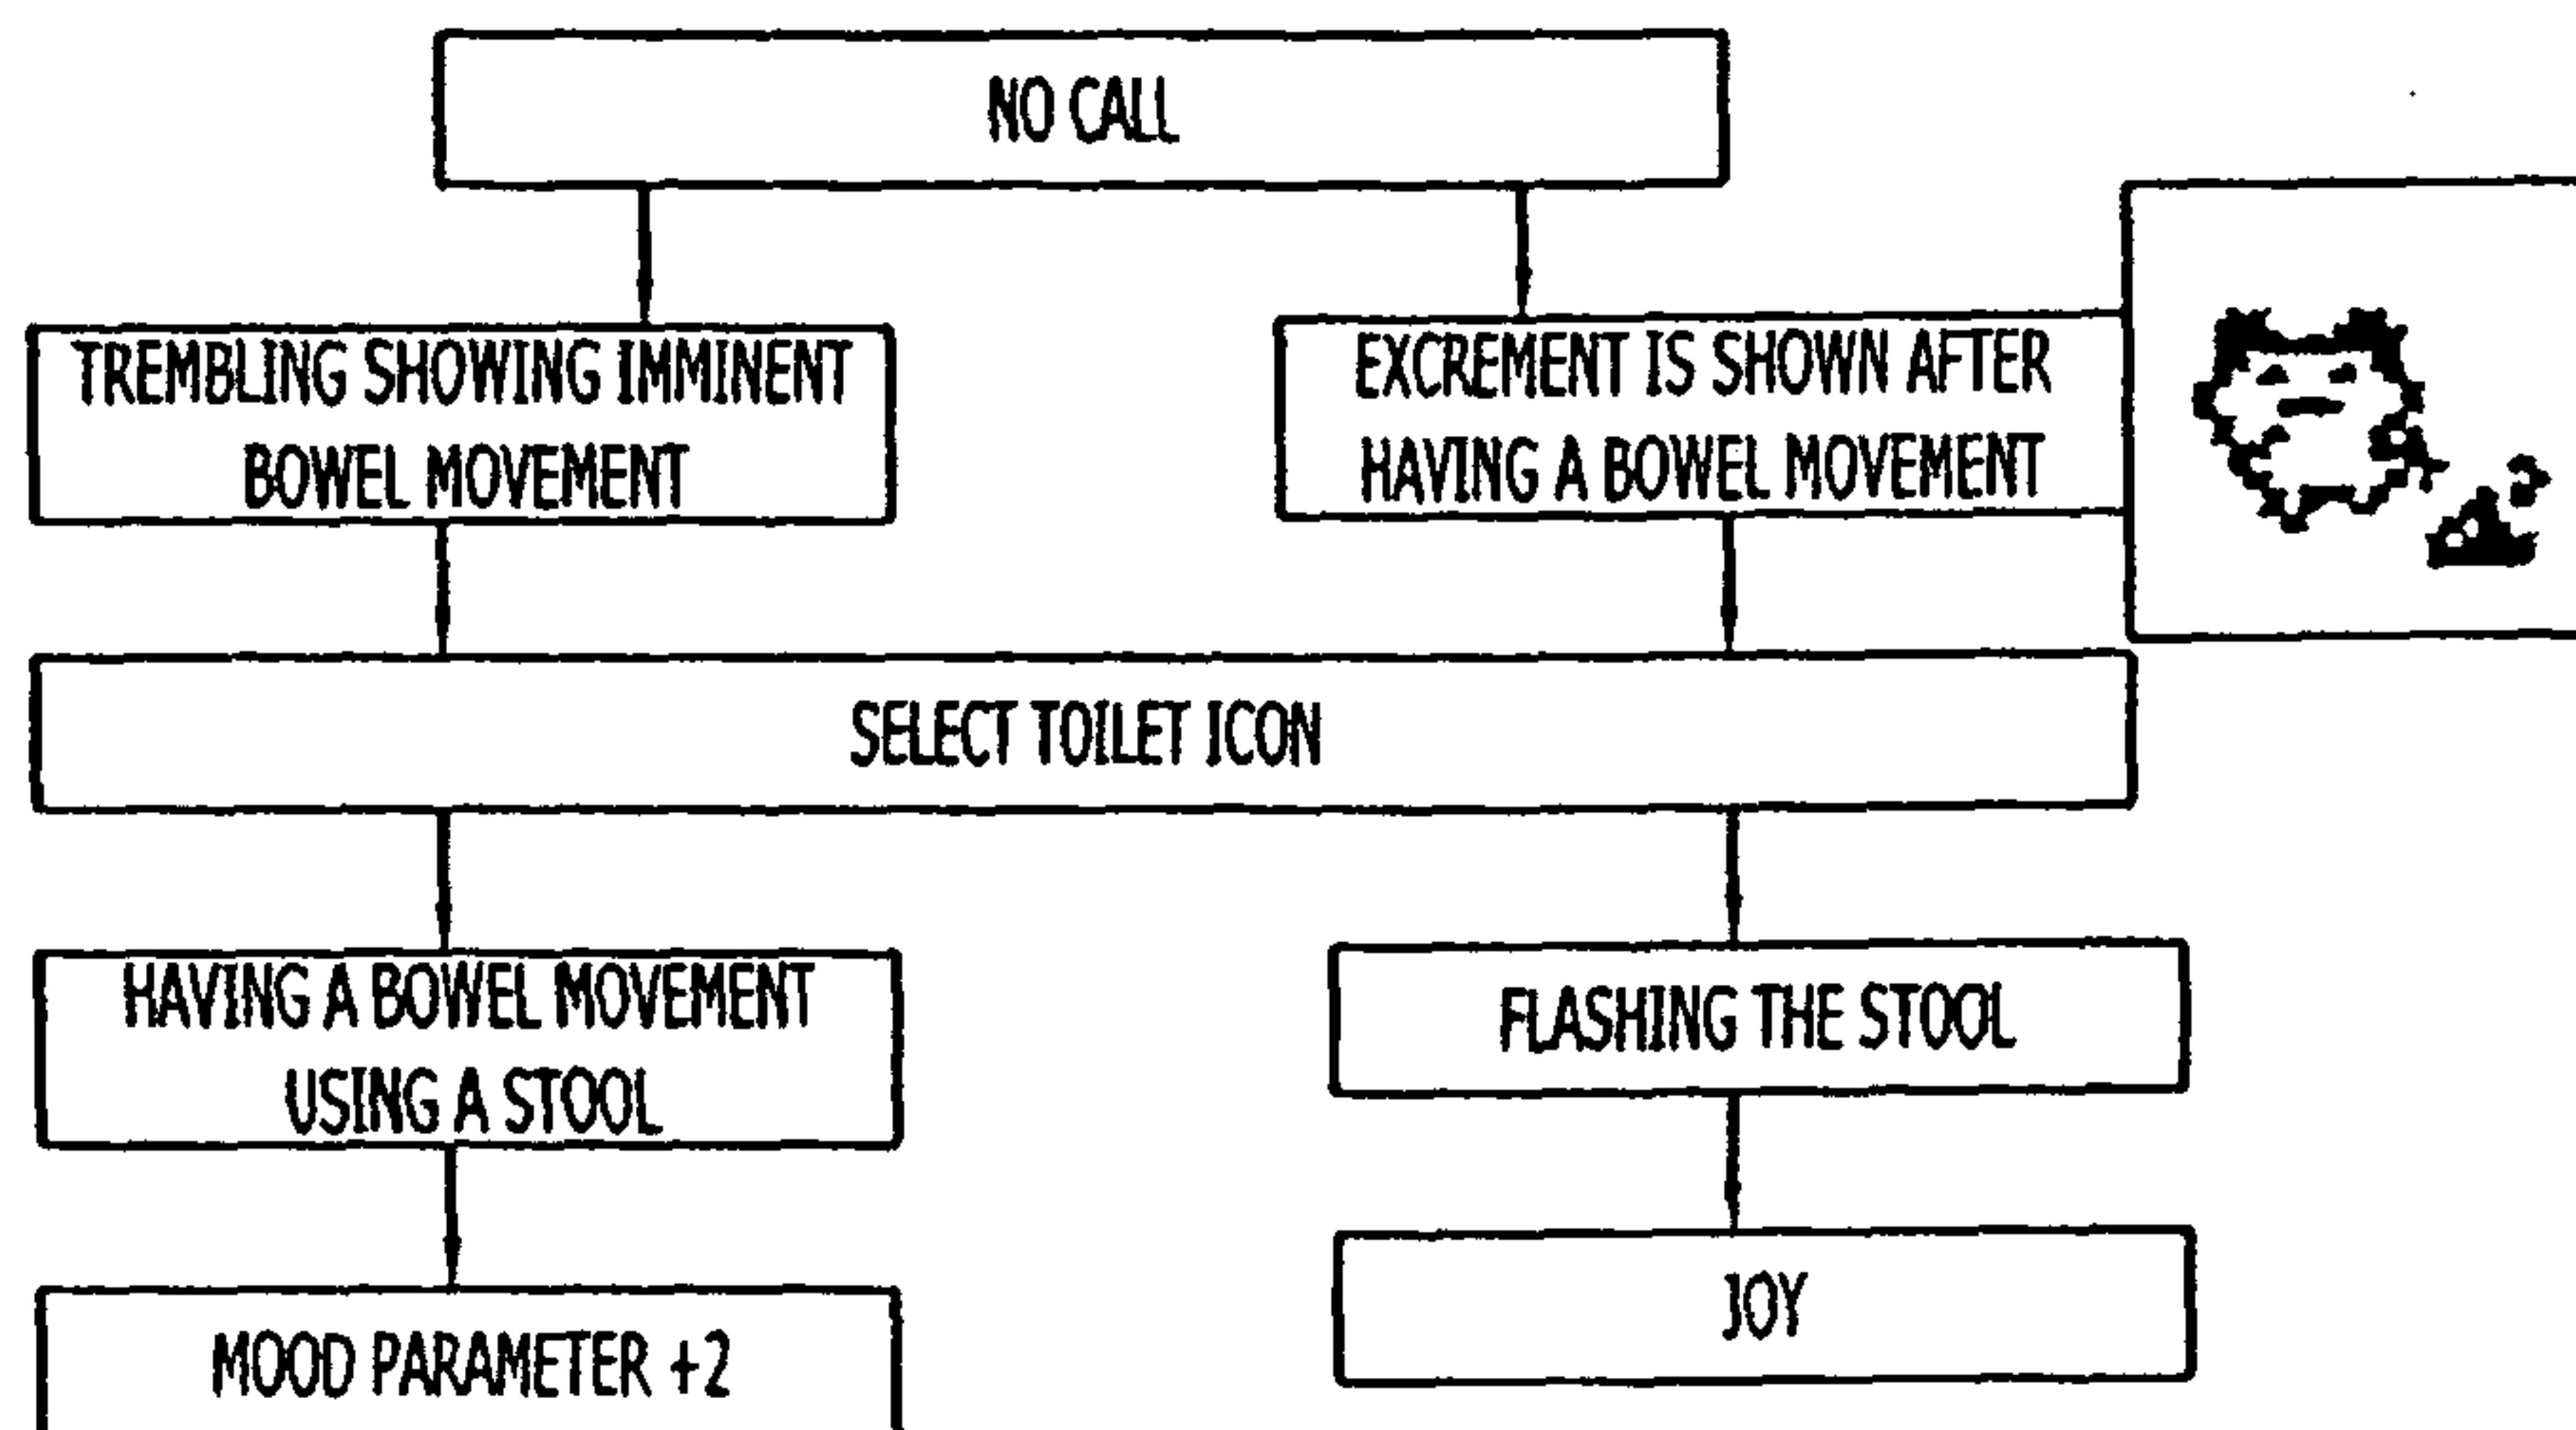 NO CALL
TREMBLING SHOWING IMMINENT
BOWEL MOVEMENT
EXCREMENT IS SHOWN AFTER
HAVING A BOWEL MOVEMENT
SELECT TOILET ICON
HAVING A BOWEL MOVEMENT
USING A STOOL
FLASHING THE STOOL
MOOD PARAMETER +2
JOY